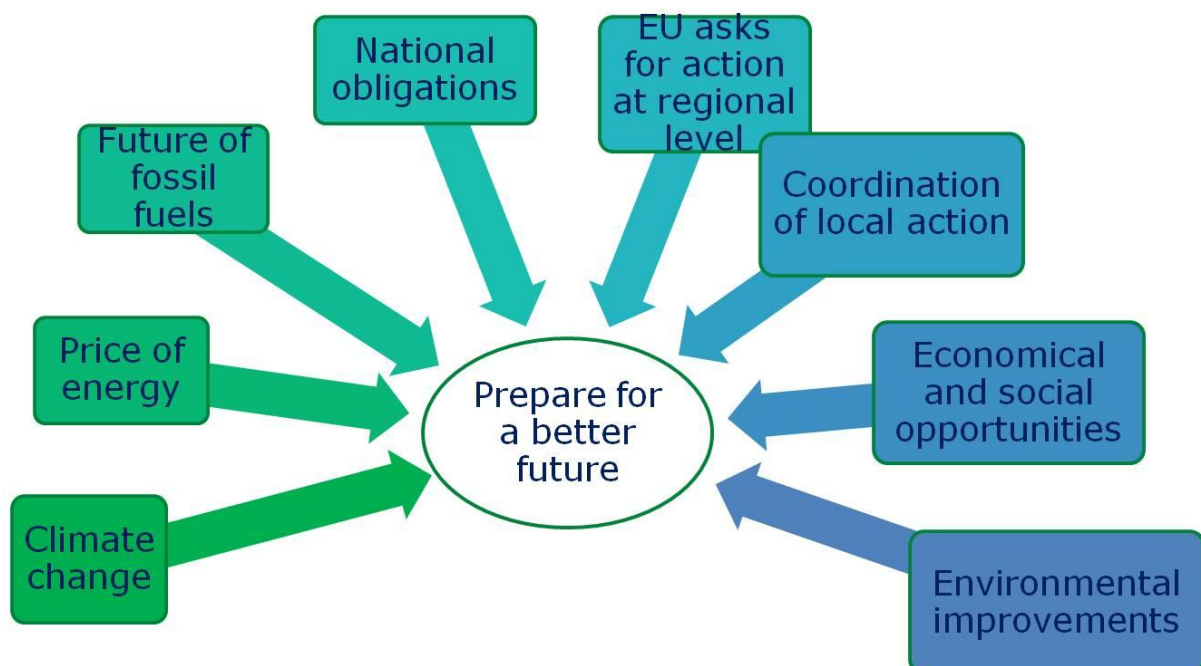 National
obligations
EU asks
for action
at regional
level
Future of
fossil
fuels
Coordination
of local action
Price of
energy
Economical
and social
opportunities
Prepare for
a better
future
Climate
change
Environmental
improvements